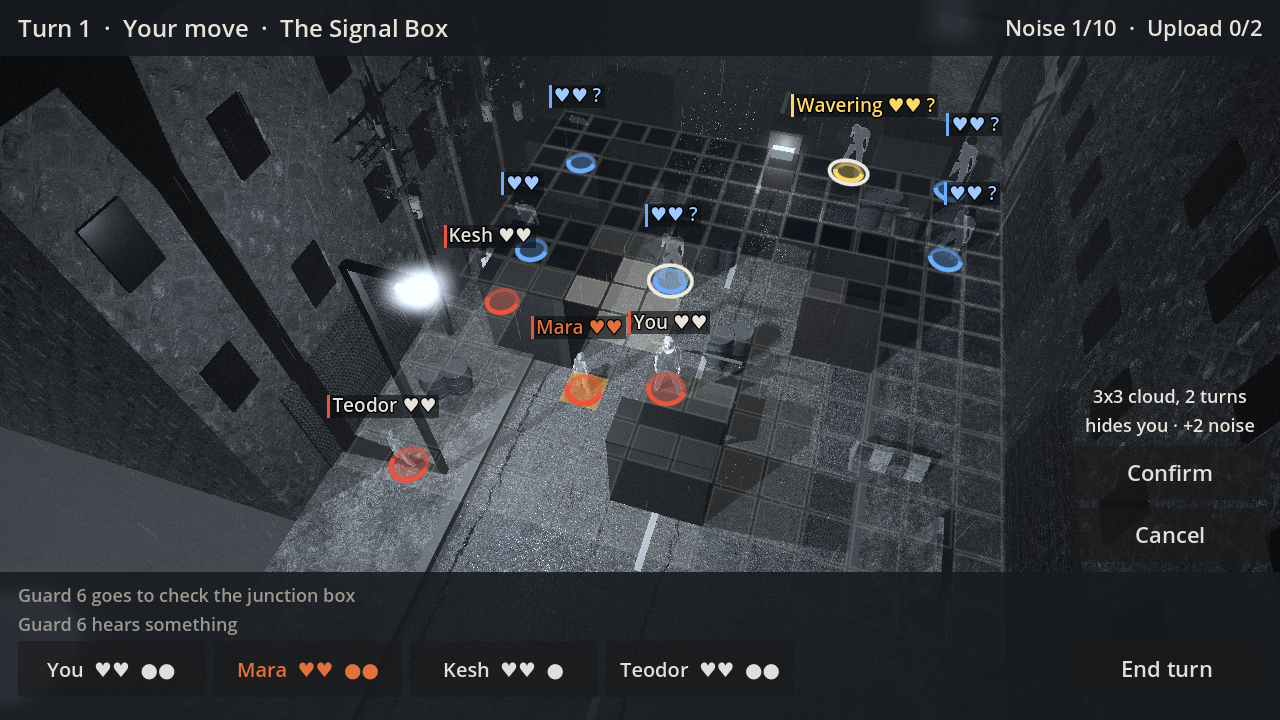 Turn 1 · Your move · The Signal Box
Noise 1/10 · Upload 0/2
♥♥ ?
Wavering ♥♥ ?
♥♥ ?
♥♥
♥♥ ?
♥♥ ?
Kesh ♥♥
Mara ♥♥
You ♥♥
Teodor ♥♥
3x3 cloud, 2 turns
hides you · +2 noise
Confirm
Cancel
Guard 6 goes to check the junction box
Guard 6 hears something
You ♥♥ ●●
Mara ♥♥ ●●
Kesh ♥♥ ●
Teodor ♥♥ ●●
End turn